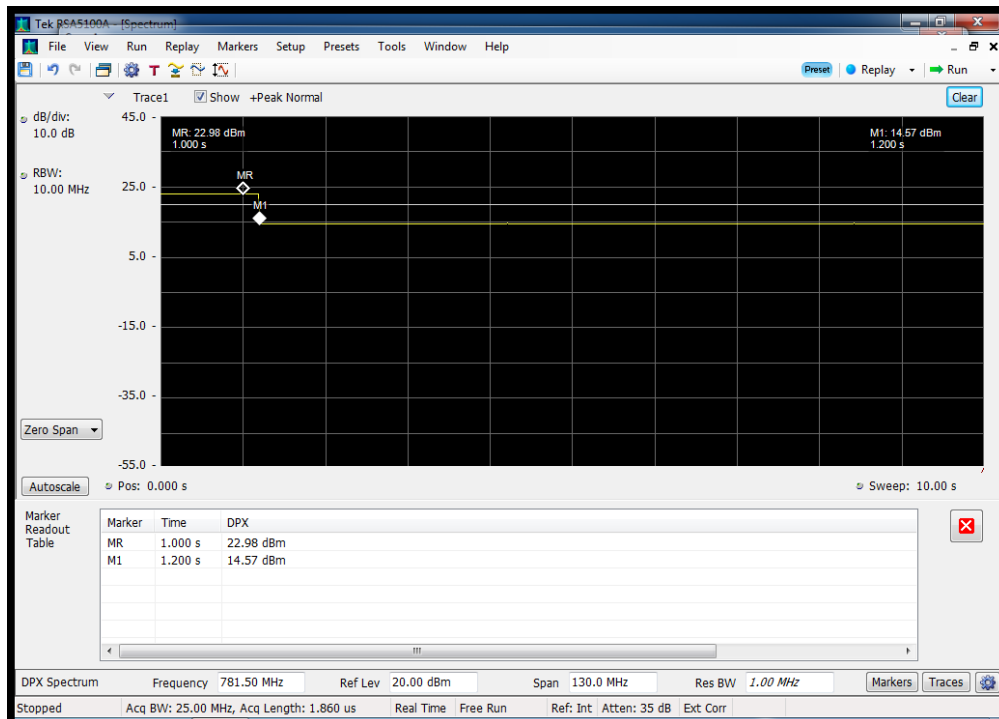 Tek RSA5100A - [Spectrum]
File View Run Replay Markers Setup Presets Tools Window Help
T
Preset Replay Run
Trace1 Show +Peak Normal Clear
dB/div:
10.0 dB
RBW:
10.00 MHz
45.0 -
25.0 -
5.0 -
-15.0 -
-35.0 -
-55.0 -
MR: 22.98 dBm
1.000 s
M1: 14.57 dBm
1.200 s
MR
M1
Zero Span
Autoscale Pos: 0.000 s Sweep: 10.00 s
Marker
Readout
Table
Marker Time DPX
MR 1.000 s 22.98 dBm
M1 1.200 s 14.57 dBm
DPX Spectrum Frequency 781.50 MHz Ref Lev 20.00 dBm Span 130.0 MHz Res BW 1.00 MHz Markers Traces
Stopped Acq BW: 25.00 MHz, Acq Length: 1.860 us Real Time Free Run Ref: Int Atten: 35 dB Ext Corr